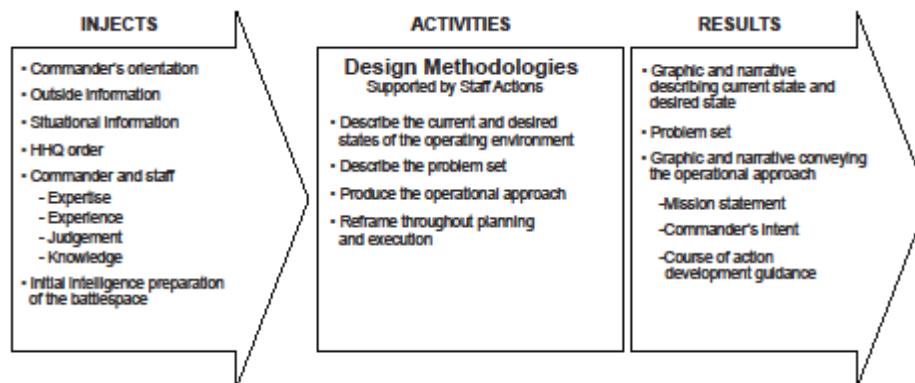 INJECTS
• Commander's orientation
• Outside Information
• Situational Information
• HHQ order
• Commander and staff
- Expertise
- Experience
- Judgement
- Knowledge
• Initial intelligence preparation
of the battlespace
ACTIVITIES
Design Methodologies
Supported by Staff Actions
• Describe the current and desired
states of the operating environment
• Describe the problem set
• Produce the operational approach
• Reframe throughout planning
and execution
RESULTS
• Graphic and narrative
describing current state and
desired state
• Problem set
• Graphic and narrative conveying
the operational approach
-Mission statement
-Commander's Intent
-Course of action
development guidance